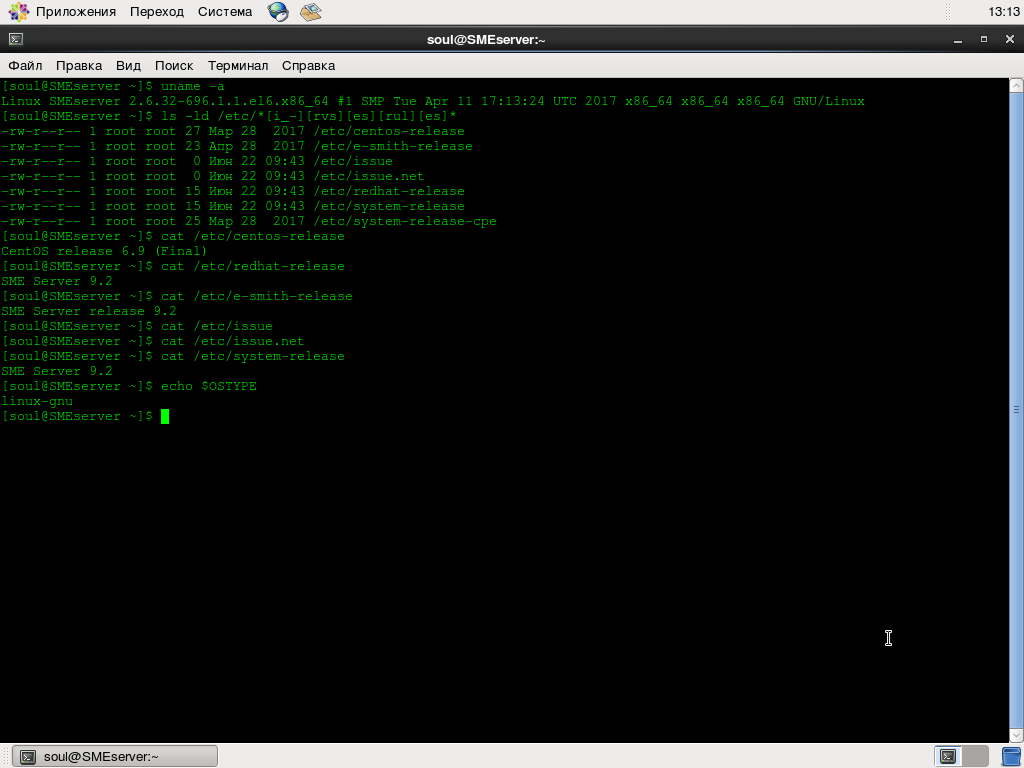 Приложения Переход Система 13:13
soul@SMEserver:~
Файл Правка Вид Поиск Терминал Справка
[soul@SMEserver ~]$ uname -a
Linux SMEserver 2.6.32-696.1.1.el6.x86_64 #1 SMP Tue Apr 11 17:13:24 UTC 2017 x86_64 x86_64 x86_64 GNU/Linux
[soul@SMEserver ~]$ ls -ld /etc/*[i_-][rvs][es][rul][es]*
-rw-r--r-- 1 root root 27 Мар 28  2017 /etc/centos-release
-rw-r--r-- 1 root root 23 Апр 28  2017 /etc/e-smith-release
-rw-r--r-- 1 root root  0 Июн 22 09:43 /etc/issue
-rw-r--r-- 1 root root  0 Июн 22 09:43 /etc/issue.net
-rw-r--r-- 1 root root 15 Июн 22 09:43 /etc/redhat-release
-rw-r--r-- 1 root root 15 Июн 22 09:43 /etc/system-release
-rw-r--r-- 1 root root 25 Мар 28  2017 /etc/system-release-cpe
[soul@SMEserver ~]$ cat /etc/centos-release
CentOS release 6.9 (Final)
[soul@SMEserver ~]$ cat /etc/redhat-release
SME Server 9.2
[soul@SMEserver ~]$ cat /etc/e-smith-release
SME Server release 9.2
[soul@SMEserver ~]$ cat /etc/issue
[soul@SMEserver ~]$ cat /etc/issue.net
[soul@SMEserver ~]$ cat /etc/system-release
SME Server 9.2
[soul@SMEserver ~]$ echo $OSTYPE
linux-gnu
[soul@SMEserver ~]$
soul@SMEserver:~